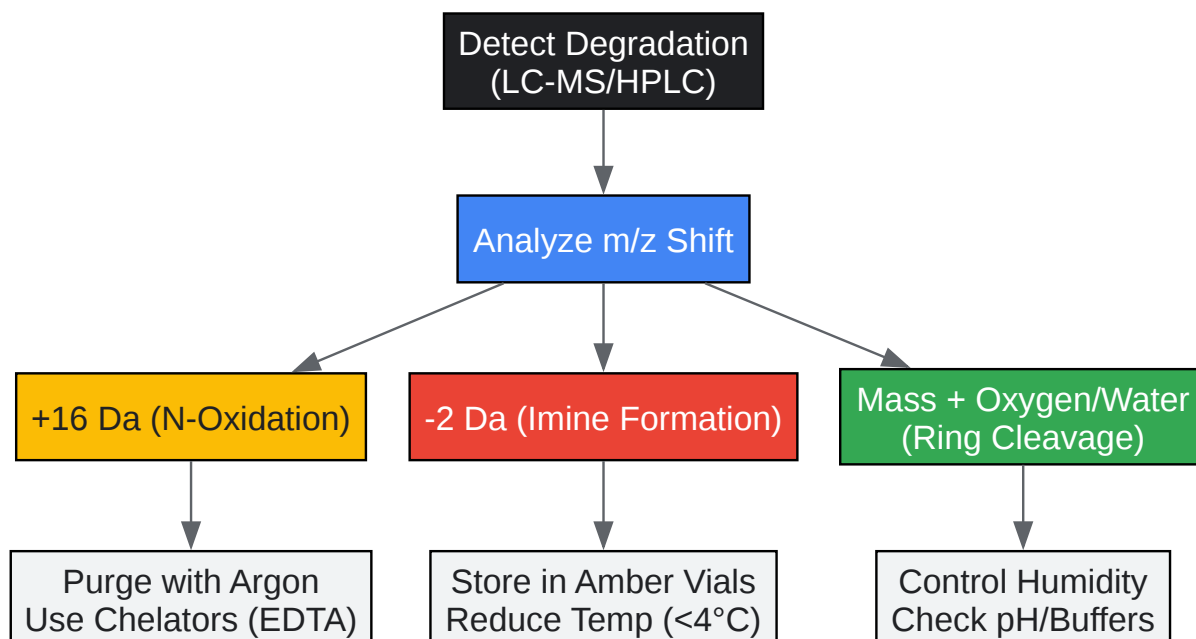 Detect Degradation
(LC-MS/HPLC)
Analyze m/z Shift
+16 Da (N-Oxidation)
-2 Da (Imine Formation)
Mass + Oxygen/Water
(Ring Cleavage)
Purge with Argon
Use Chelators (EDTA)
Store in Amber Vials
Reduce Temp (<4°C)
Control Humidity
Check pH/Buffers